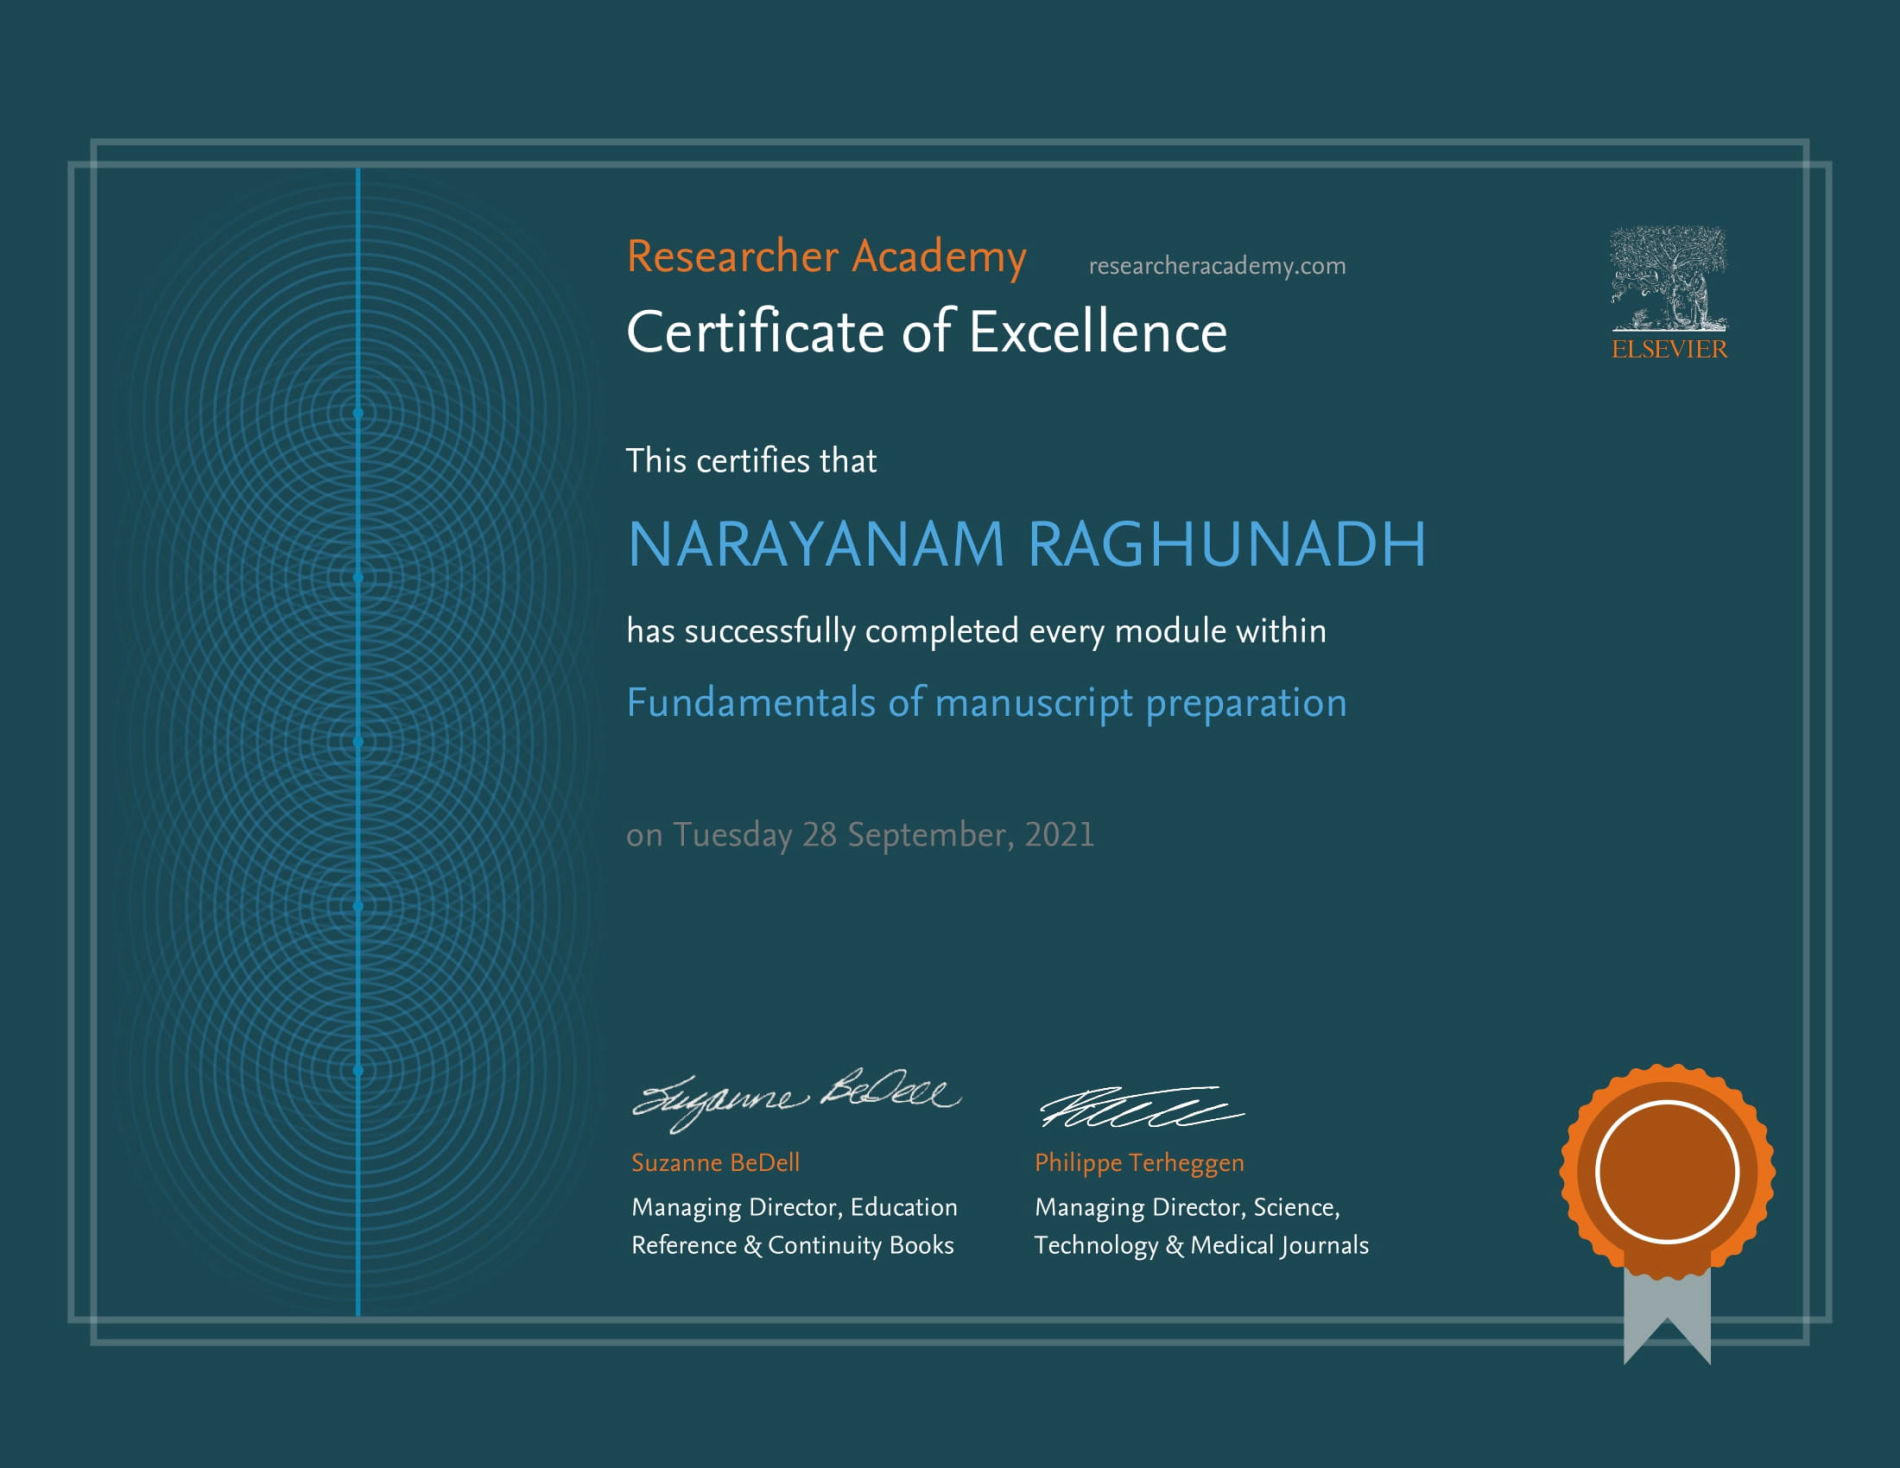 Researcher Academy researcheracademy.com
Certificate of Excellence
ELSEVIER
This certifies that
NARAYANAM RAGHUNADH
has successfully completed every module within
Fundamentals of manuscript preparation
on Tuesday 28 September, 2021
Suzanne BeDell
Suzanne BeDell
Managing Director, Education
Reference & Continuity Books
Philippe Terheggen
Managing Director, Science,
Technology & Medical Journals